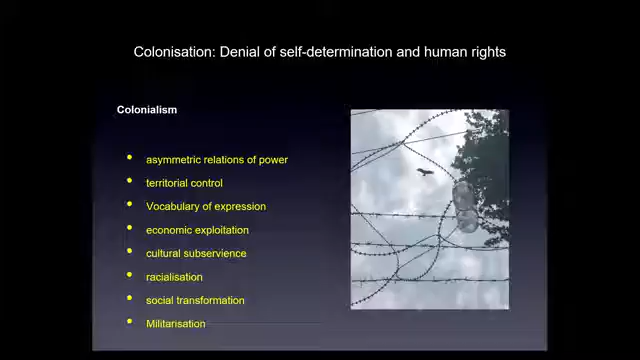 Colonisation: Denial of self-determination and human rights
Colonialism
• asymmetric relations of power
• territorial control
• Vocabulary of expression
• economic exploitation
• cultural subservience
• racialisation
• social transformation
• Militarisation